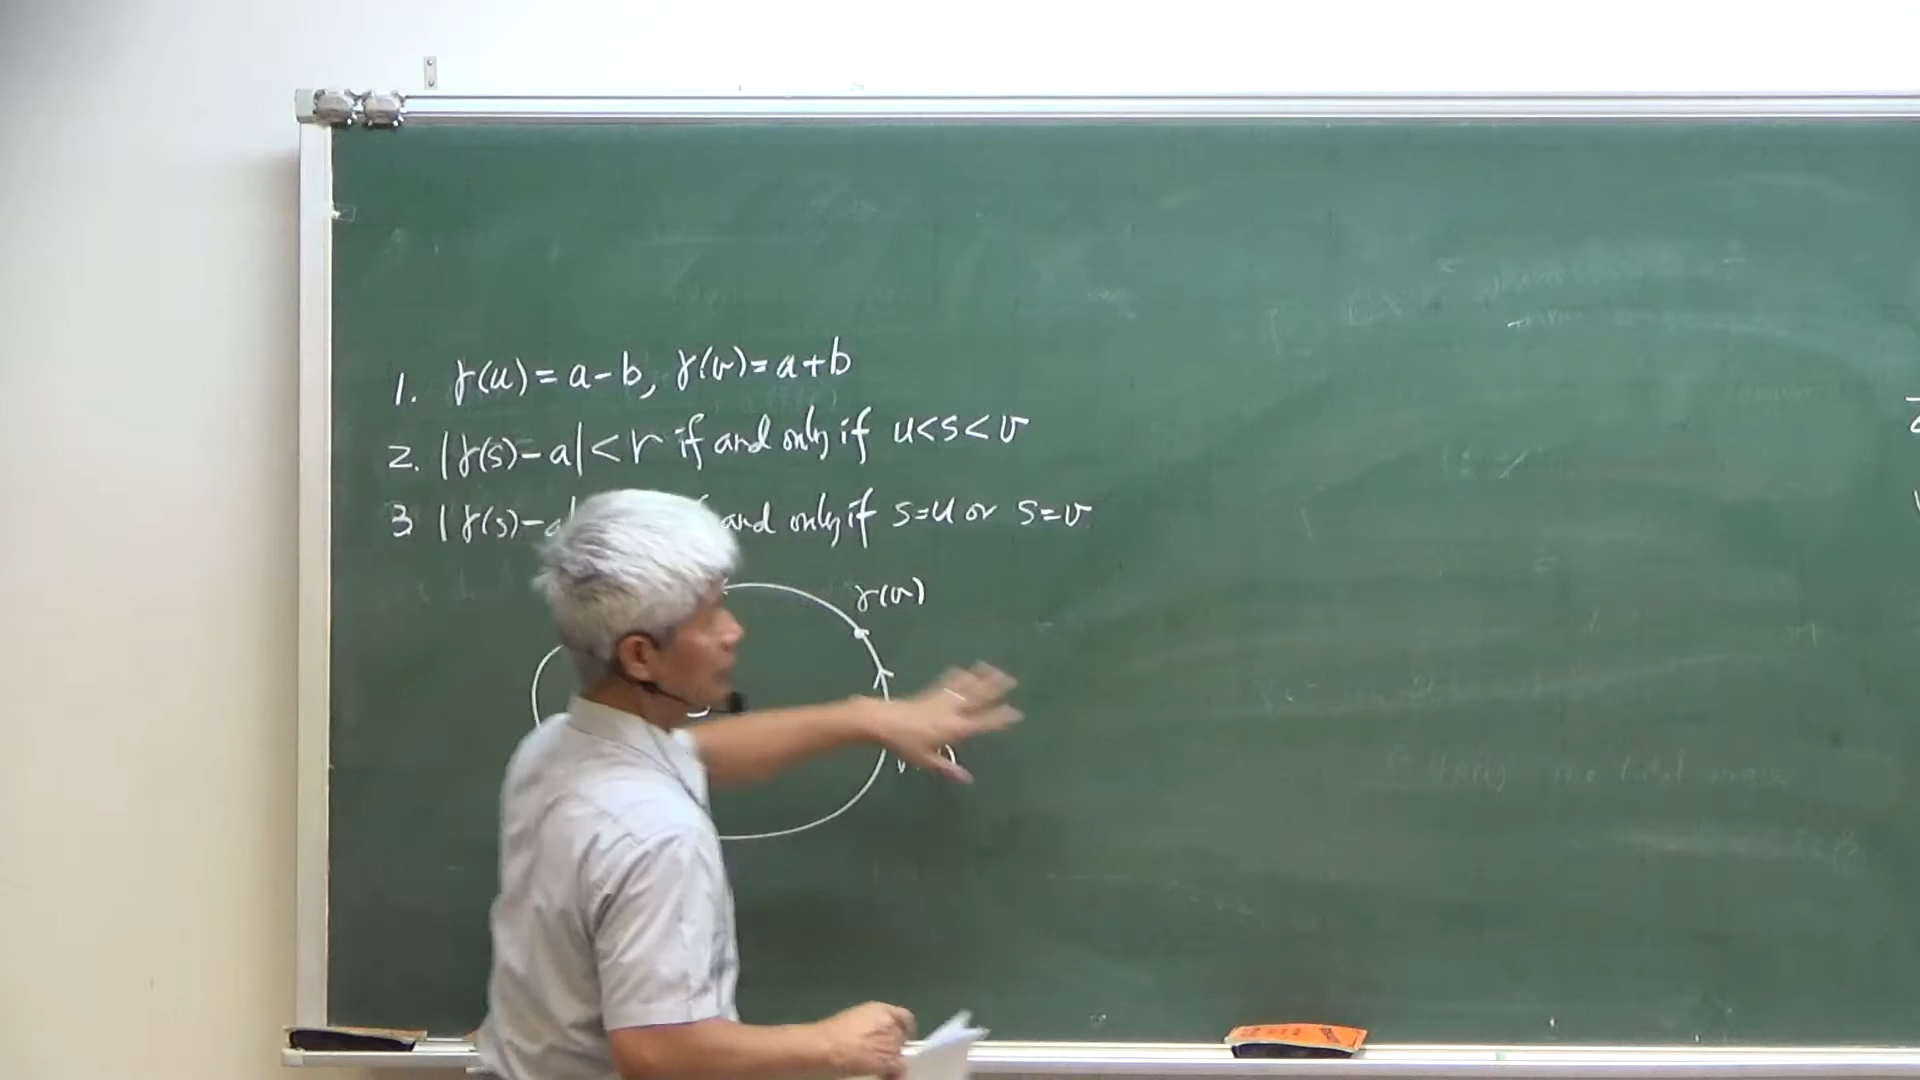 1. γ(u) = a-b, γ(v) = a+b
2. |γ(s)-a| < r if and only if u<s<v
3 |γ(s)-a| and only if s=u or s=v
γ(v)